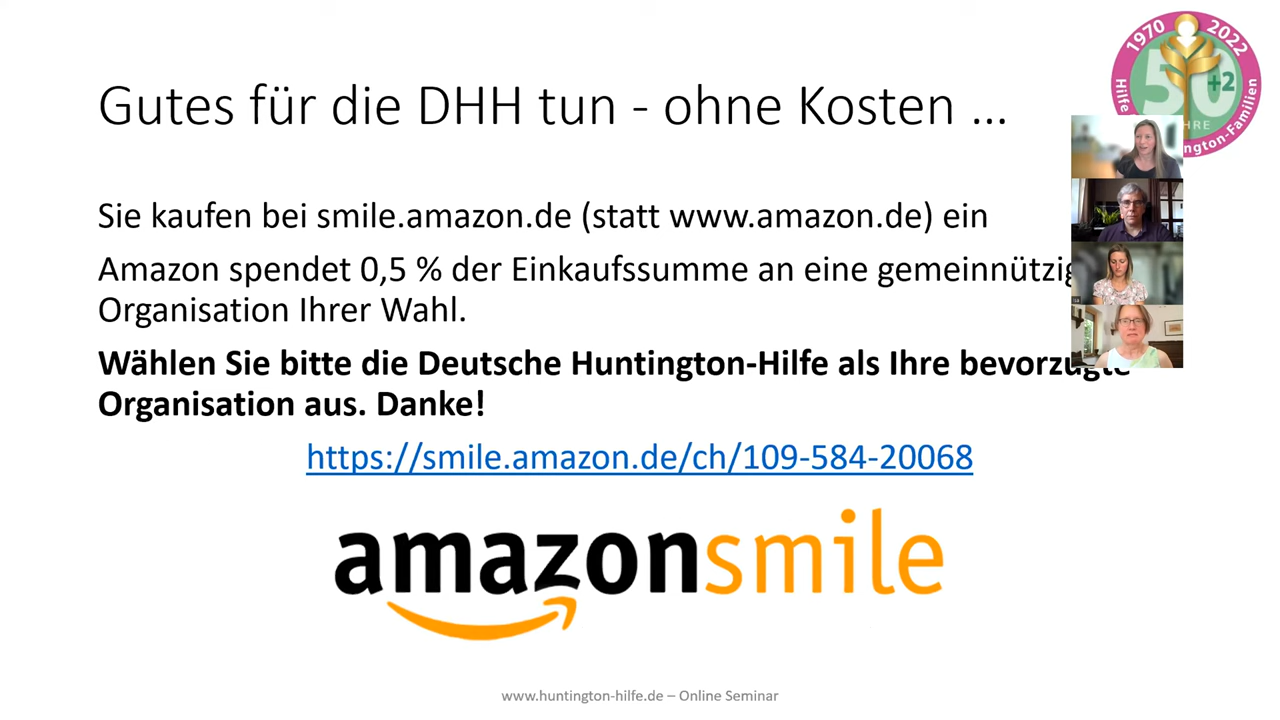 Gutes für die DHH tun - ohne Kosten ...
1970 2022
50 +2
Hilfe
Sie kaufen bei smile.amazon.de (statt www.amazon.de) ein
Amazon spendet 0,5 % der Einkaufssumme an eine
Organisation Ihrer Wahl.
Wählen Sie bitte die Deutsche Huntington-Hilfe als Ihre bevorzugte
Organisation aus. Danke!
https://smile.amazon.de/ch/109-584-20068
amazonsmile
www.huntington-hilfe.de – Online Seminar